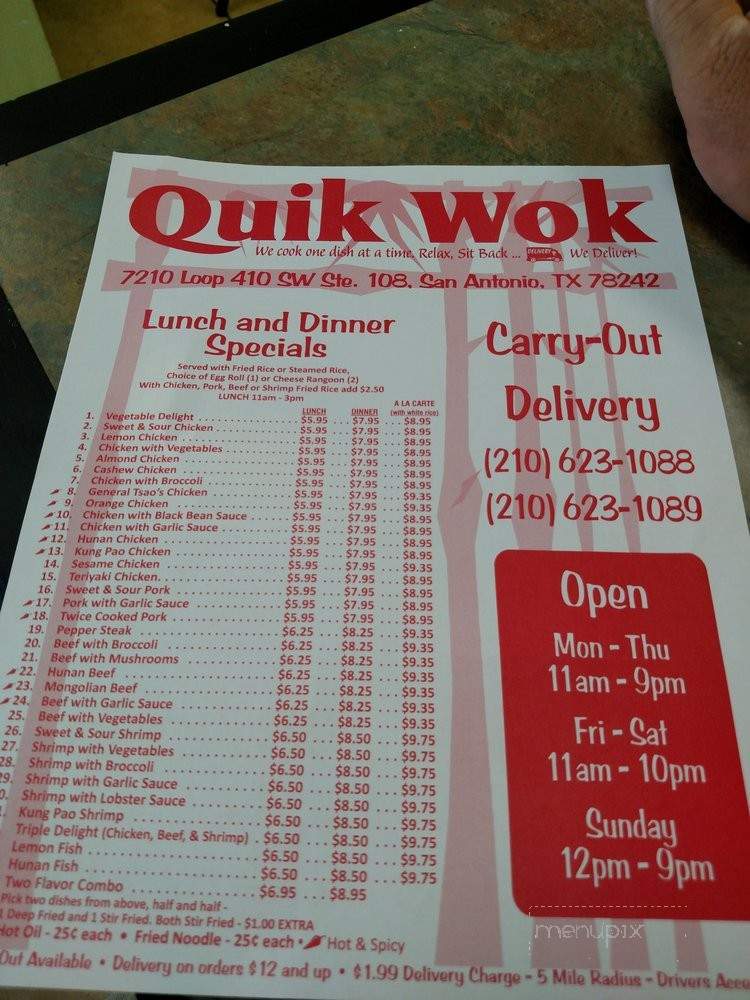 Quik Wok
We cook one dish at a time. Relax, Sit Back ... DELIVERY We Deliver!
7210 Loop 410 SW Ste. 108, San Antonio, TX 78242
Lunch and Dinner
Specials
Served with Fried Rice or Steamed Rice,
Choice of Egg Roll (1) or Cheese Rangoon (2)
With Chicken, Pork, Beef or Shrimp Fried Rice add $2.50
LUNCH 11am - 3pm
LUNCH DINNER A LA CARTE (with white rice)
1. Vegetable Delight $5.95 $7.95 $8.95
2. Sweet & Sour Chicken $5.95 $7.95 $8.95
3. Lemon Chicken $5.95 $7.95 $8.95
4. Chicken with Vegetables $5.95 $7.95 $8.95
5. Almond Chicken $5.95 $7.95 $8.95
6. Cashew Chicken $5.95 $7.95 $8.95
7. Chicken with Broccoli $5.95 $7.95 $8.95
8. General Tsao's Chicken $5.95 $7.95 $9.35
9. Orange Chicken $5.95 $7.95 $8.95
10. Chicken with Black Bean Sauce $5.95 $7.95 $8.95
11. Chicken with Garlic Sauce $5.95 $7.95 $8.95
12. Hunan Chicken $5.95 $7.95 $8.95
13. Kung Pao Chicken $5.95 $7.95 $8.95
14. Sesame Chicken $5.95 $7.95 $9.35
15. Teriyaki Chicken. $5.95 $7.95 $8.95
16. Sweet & Sour Pork $5.95 $7.95 $8.95
17. Pork with Garlic Sauce $5.95 $7.95 $8.95
18. Twice Cooked Pork $5.95 $7.95 $8.95
19. Pepper Steak $6.25 $8.25 $9.35
20. Beef with Broccoli $6.25 $8.25 $9.35
21. Beef with Mushrooms $6.25 $8.25 $9.35
22. Hunan Beef $6.25 $8.25 $9.35
23. Mongolian Beef $6.25 $8.25 $9.35
24. Beef with Garlic Sauce $6.25 $8.25 $9.35
25. Beef with Vegetables $6.25 $8.25 $9.35
26. Sweet & Sour Shrimp $6.50 $8.50 $9.75
27. Shrimp with Vegetables $6.50 $8.50 $9.75
28. Shrimp with Broccoli $6.50 $8.50 $9.75
29. Shrimp with Garlic Sauce $6.50 $8.50 $9.75
0. Shrimp with Lobster Sauce $6.50 $8.50 $9.75
Kung Pao Shrimp $6.50 $8.50 $9.75
Triple Delight (Chicken, Beef, & Shrimp) $6.50 $8.50 $9.75
Lemon Fish $6.50 $8.50 $9.75
Hunan Fish $6.50 $8.50 $9.75
Two Flavor Combo $6.95 $8.95
Pick two dishes from above, half and half -
1 Deep Fried and 1 Stir Fried. Both Stir Fried - $1.00 EXTRA
Hot Oil - 25¢ each • Fried Noodle - 25¢ each • Hot & Spicy
Out Available • Delivery on orders $12 and up • $1.99 Delivery Charge - 5 Mile Radius - Drivers
Carry-Out
Delivery
(210) 623-1088
(210) 623-1089
Open
Mon - Thu
11am - 9pm
Fri - Sat
11am - 10pm
Sunday
12pm - 9pm
menupix